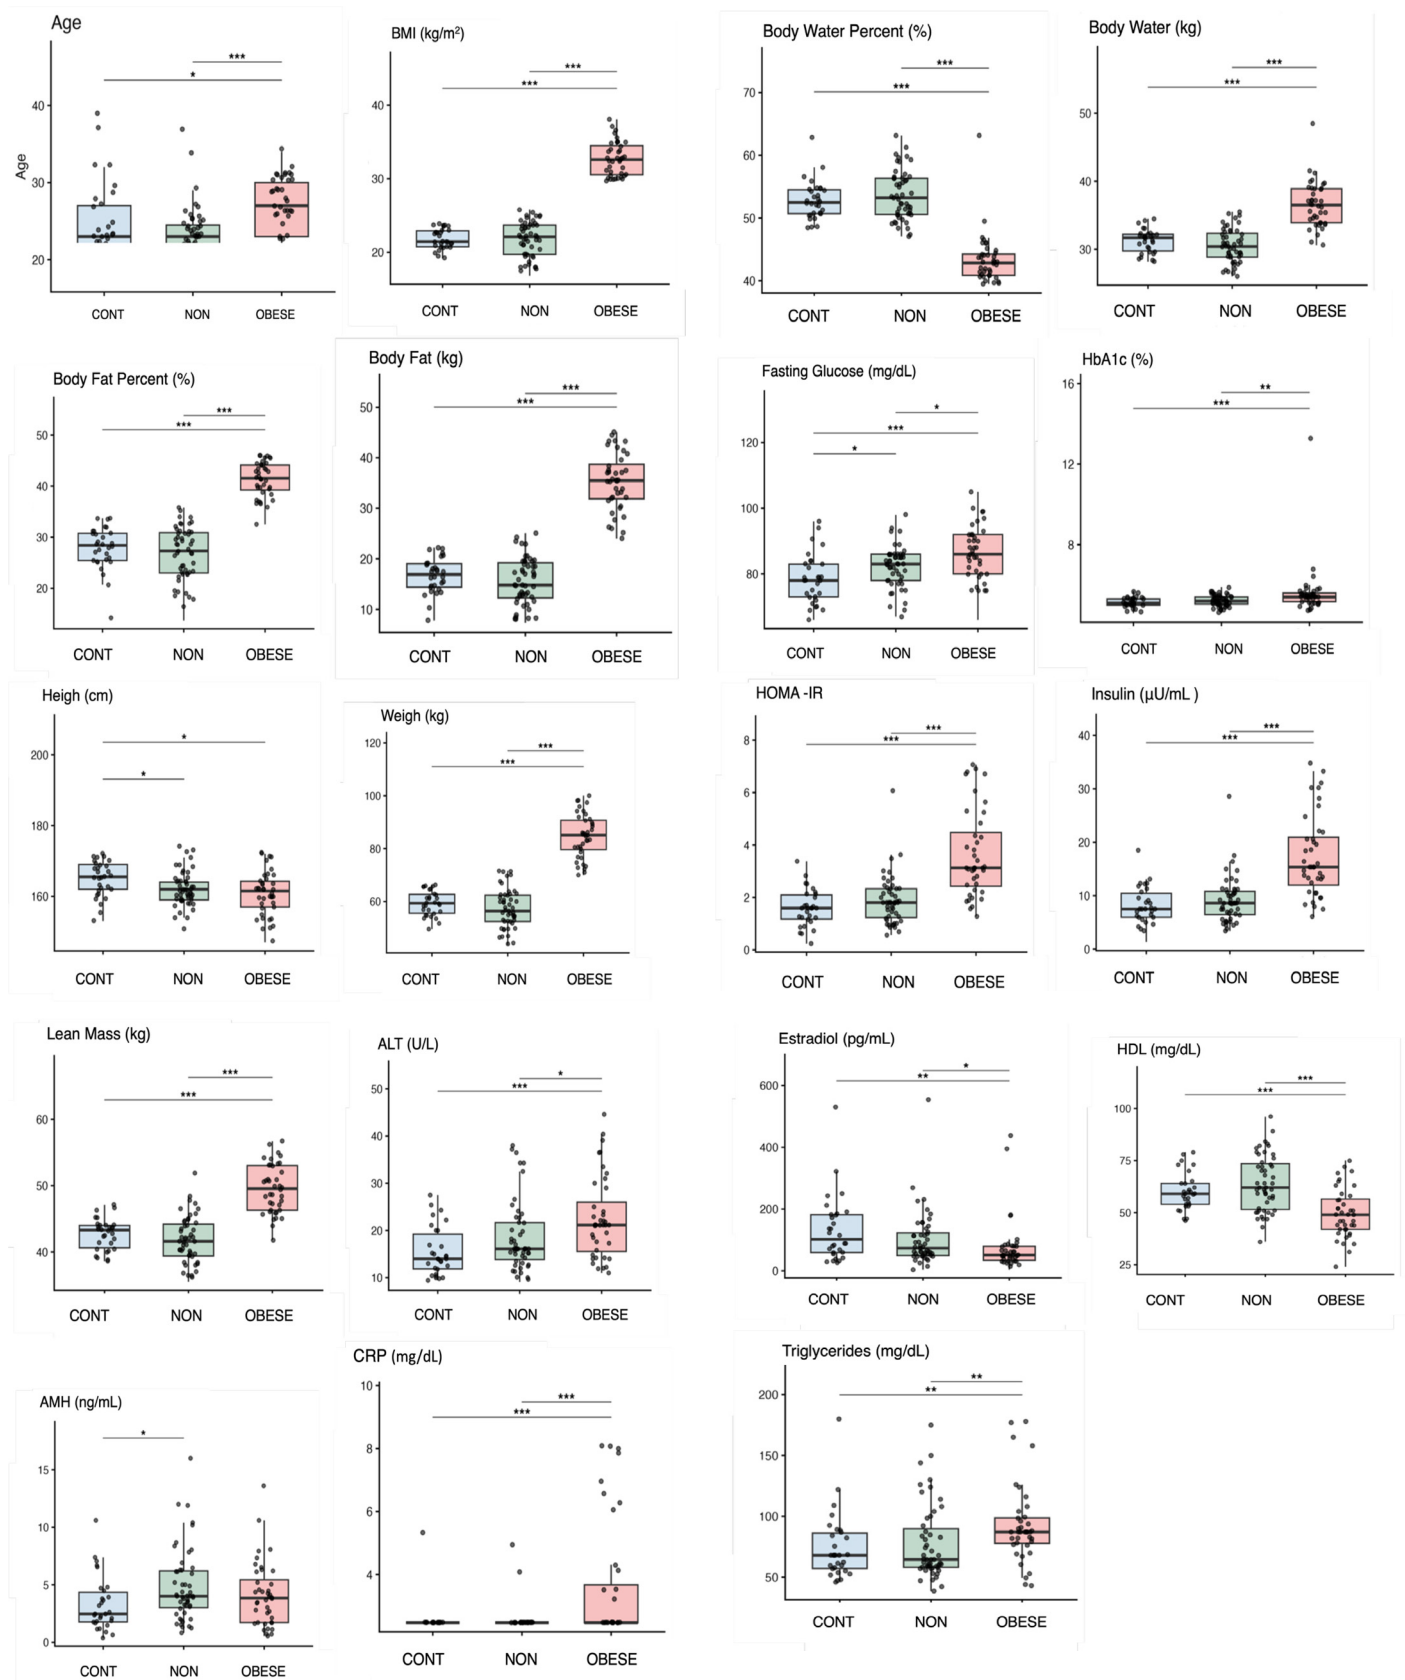 Age
***
*
40
30
20
Age
CONT NON OBESE
BMI (kg/m²)
***
***
40
30
20
CONT NON OBESE
Body Water Percent (%)
***
***
70
60
50
40
CONT NON OBESE
Body Water (kg)
***
***
50
40
30
CONT NON OBESE
Body Fat Percent (%)
***
***
50
40
30
20
CONT NON OBESE
Body Fat (kg)
***
***
50
40
30
20
10
CONT NON OBESE
Fasting Glucose (mg/dL)
*
***
*
120
100
80
CONT NON OBESE
HbA1c (%)
**
***
16
12
8
CONT NON OBESE
Heigh (cm)
*
*
200
180
160
CONT NON OBESE
Weigh (kg)
***
***
120
100
80
60
CONT NON OBESE
HOMA -IR
***
***
8
6
4
2
0
CONT NON OBESE
Insulin (μU/mL )
***
***
40
30
20
10
0
CONT NON OBESE
Lean Mass (kg)
***
***
60
50
40
CONT NON OBESE
ALT (U/L)
*
***
50
40
30
20
10
CONT NON OBESE
Estradiol (pg/mL)
*
**
600
400
200
0
CONT NON OBESE
HDL (mg/dL)
***
***
100
75
50
25
CONT NON OBESE
AMH (ng/mL)
*
15
10
5
0
CONT NON OBESE
CRP (mg/dL)
***
***
10
8
6
4
CONT NON OBESE
Triglycerides (mg/dL)
**
**
200
150
100
50
CONT NON OBESE